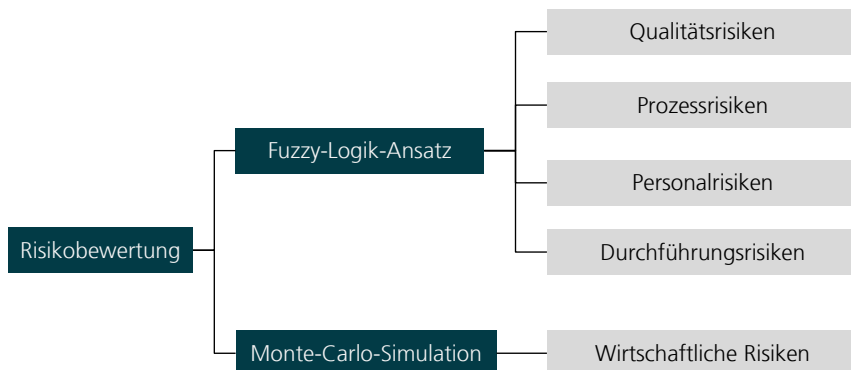 Risikobewertung
Fuzzy-Logik-Ansatz
Qualitätsrisiken
Prozessrisiken
Personalrisiken
Durchführungsrisiken
Monte-Carlo-Simulation
Wirtschaftliche Risiken